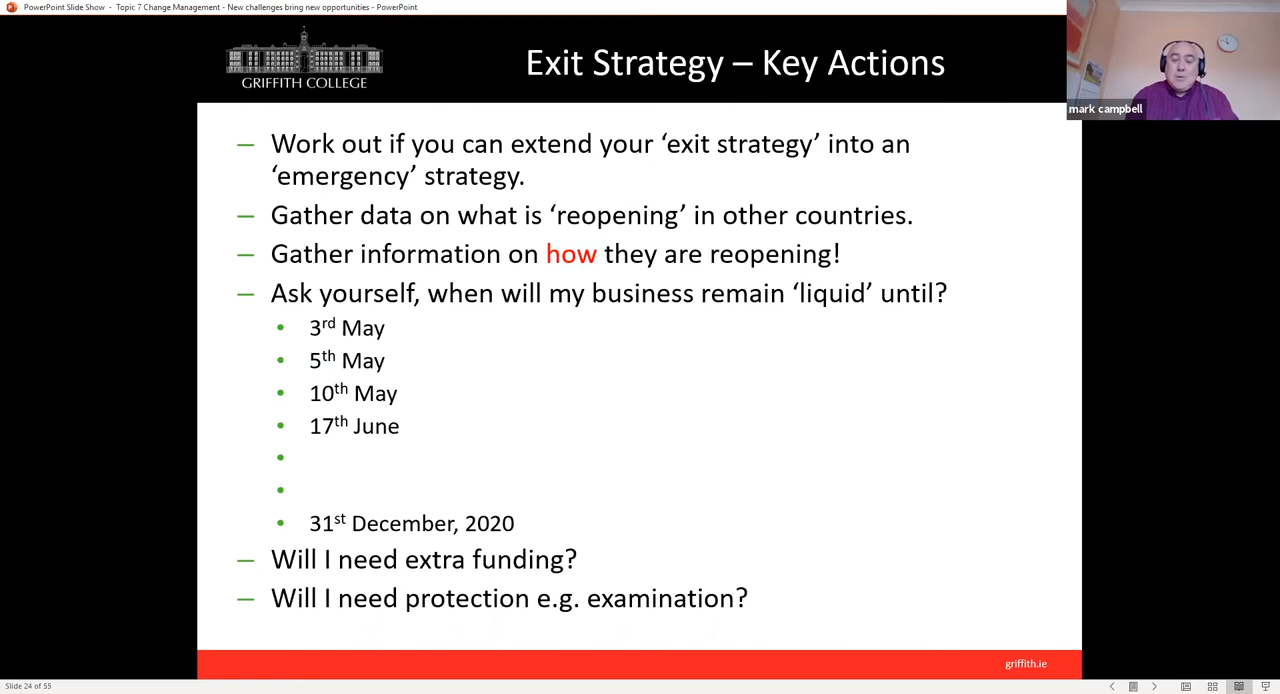 PowerPoint Slide Show - Topic 7 Change Management - New challenges bring new opportunities - PowerPoint
GRIFFITH COLLEGE
Exit Strategy – Key Actions
mark campbell
– Work out if you can extend your ‘exit strategy’ into an
‘emergency’ strategy.
– Gather data on what is ‘reopening’ in other countries.
– Gather information on how they are reopening!
– Ask yourself, when will my business remain ‘liquid’ until?
• 3rd May
• 5th May
• 10th May
• 17th June
•
•
• 31st December, 2020
– Will I need extra funding?
– Will I need protection e.g. examination?
griffith.ie
Slide 24 of 55